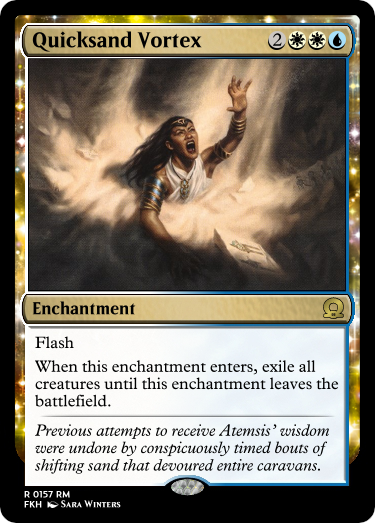 Quicksand Vortex 2
Enchantment
Flash
When this enchantment enters, exile all
creatures until this enchantment leaves the
battlefield.
Previous attempts to receive Atemsis' wisdom
were undone by conspicuously timed bouts of
shifting sand that devoured entire caravans.
R 0157 RM
FKH SARA WINTERS